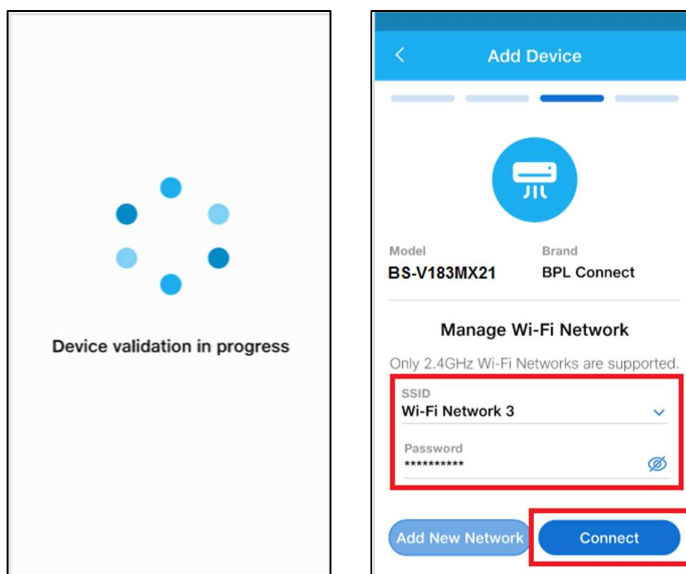 Device validation in progress
Add Device
Model Brand
BS-V183MX21 BPL Connect
Manage Wi-Fi Network
Only 2.4GHz Wi-Fi Networks are supported.
SSID
Wi-Fi Network 3
Password
**********
Add New Network Connect